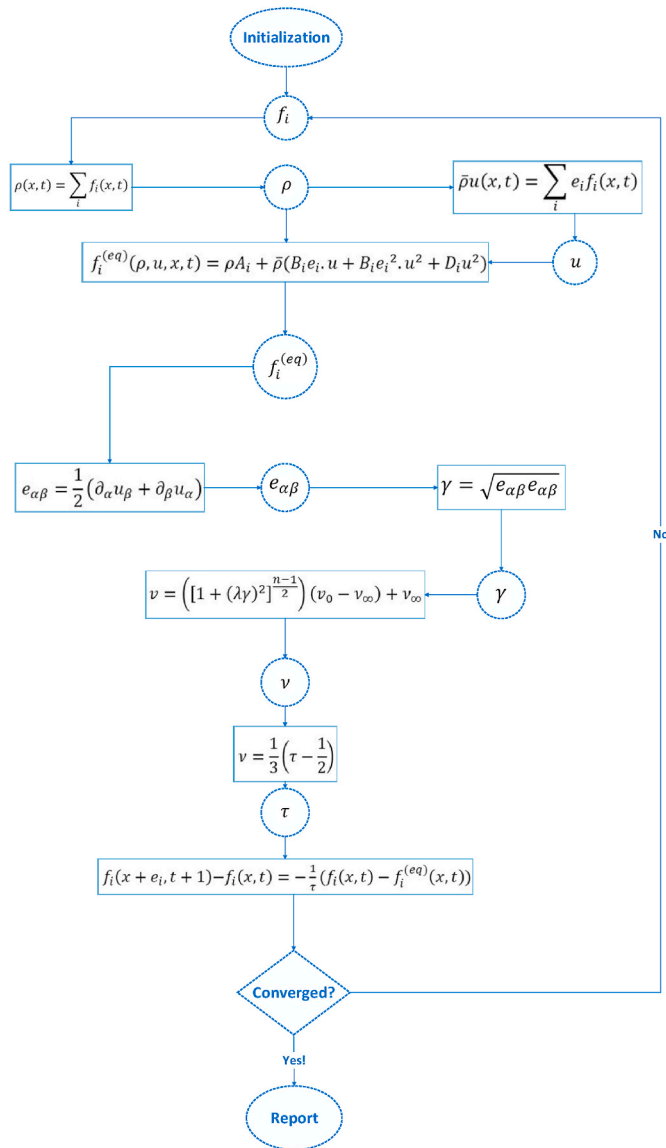 Initialization
f_i
ρ(x,t) = ∑_i f_i(x,t)
ρ
ρ̄u(x,t) = ∑_i e_i f_i(x,t)
f_i^(eq)(ρ,u,x,t) = ρA_i + ρ̄(B_i e_i.u + B_i e_i^2.u^2 + D_i u^2)
u
f_i^(eq)
e_αβ = 1/2 (∂_α u_β + ∂_β u_α)
e_αβ
γ = √(e_αβ e_αβ)
No
ν = ([1 + (λγ)^2]^((n−1)/2)) (ν_0 − ν_∞) + ν_∞
γ
ν
ν = 1/3 (τ − 1/2)
τ
f_i(x + e_i, t + 1)−f_i(x,t) = −1/τ (f_i(x,t) − f_i^(eq)(x,t))
Converged?
Yes!
Report